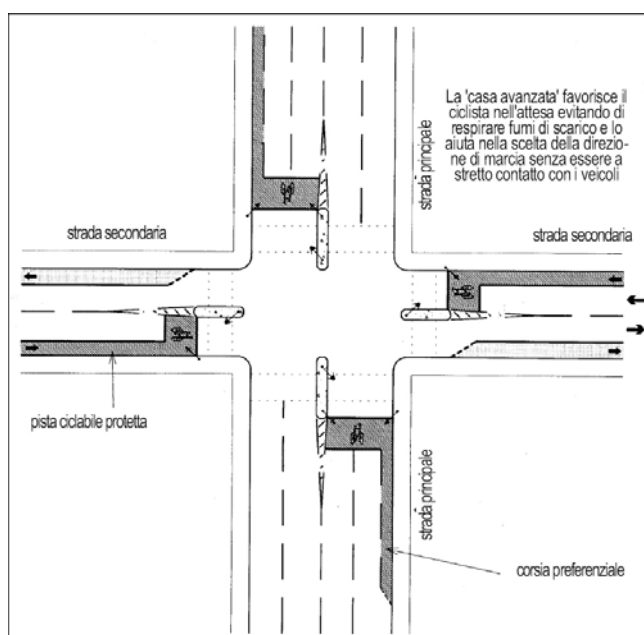 La 'casa avanzata' favorisce il
ciclista nell'attesa evitando di
respirare fumi di scarico e lo
aiuta nella scelta della direzio-
ne di marcia senza essere a
stretto contatto con i veicoli
strada principale
strada secondaria
strada secondaria
pista ciclabile protetta
strada principale
corsia preferenziale